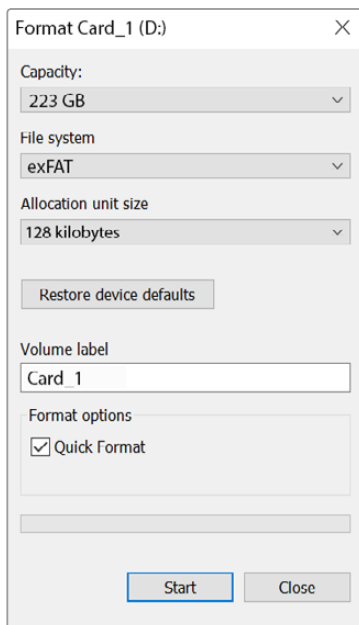 Format Card_1 (D:)
Capacity:
223 GB
File system
exFAT
Allocation unit size
128 kilobytes
Restore device defaults
Volume label
Card_1
Format options
Quick Format
Start Close